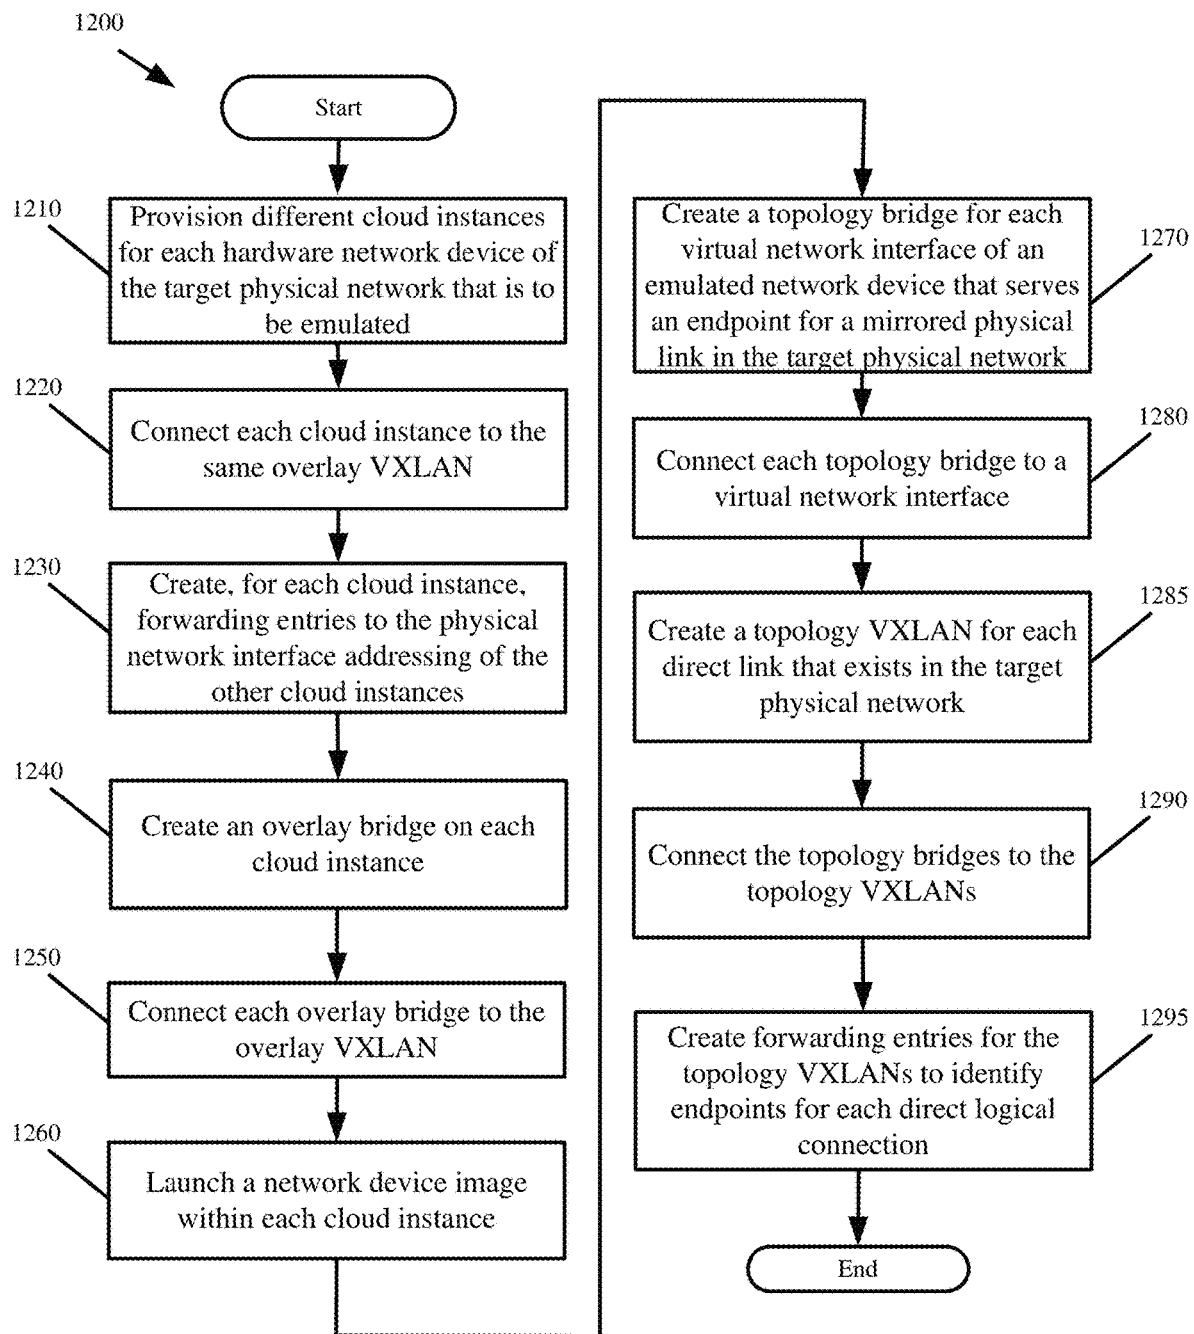 1200
Start
1210
Provision different cloud instances
for each hardware network device of
the target physical network that is to
be emulated
1220
Connect each cloud instance to the
same overlay VXLAN
1230
Create, for each cloud instance,
forwarding entries to the physical
network interface addressing of the
other cloud instances
1240
Create an overlay bridge on each
cloud instance
1250
Connect each overlay bridge to the
overlay VXLAN
1260
Launch a network device image
within each cloud instance
1270
Create a topology bridge for each
virtual network interface of an
emulated network device that serves
an endpoint for a mirrored physical
link in the target physical network
1280
Connect each topology bridge to a
virtual network interface
1285
Create a topology VXLAN for each
direct link that exists in the target
physical network
1290
Connect the topology bridges to the
topology VXLANs
1295
Create forwarding entries for the
topology VXLANs to identify
endpoints for each direct logical
connection
End